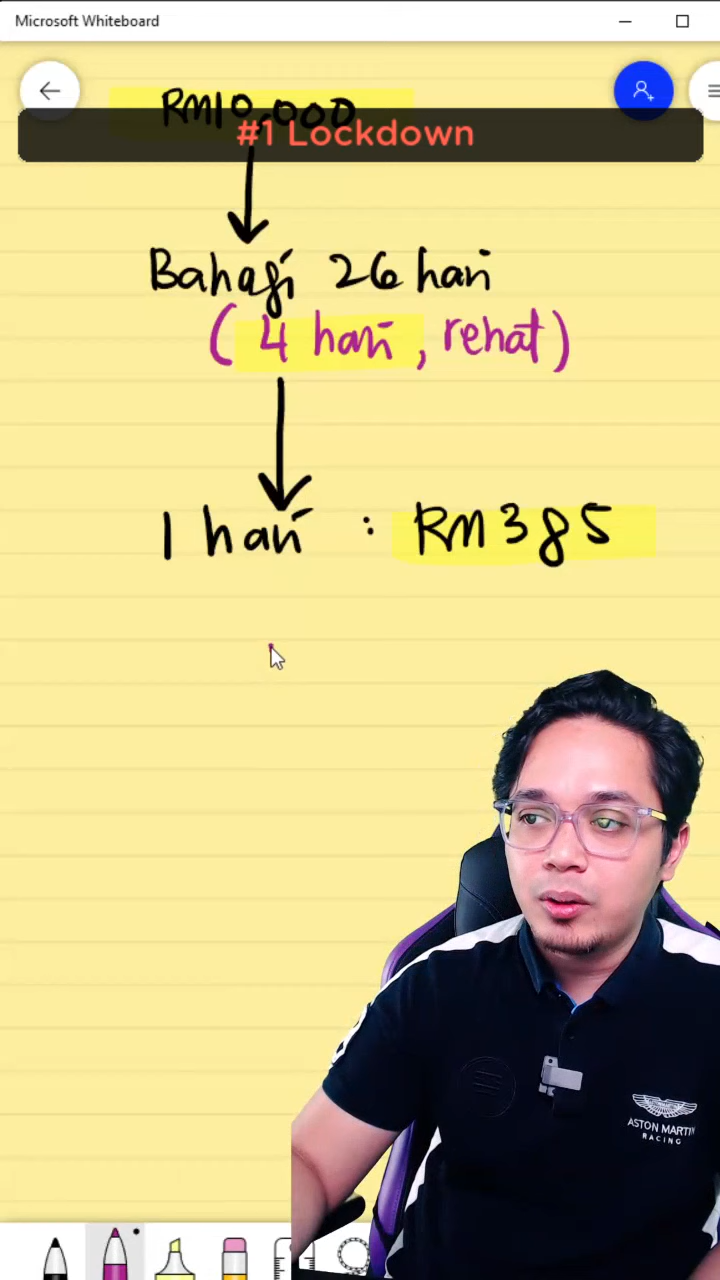 Microsoft Whiteboard
RM10,000
#1 Lockdown
Bahagi 26 hari
(4 hari, rehat)
1 hari : RM385
ASTON MARTIN
RACING